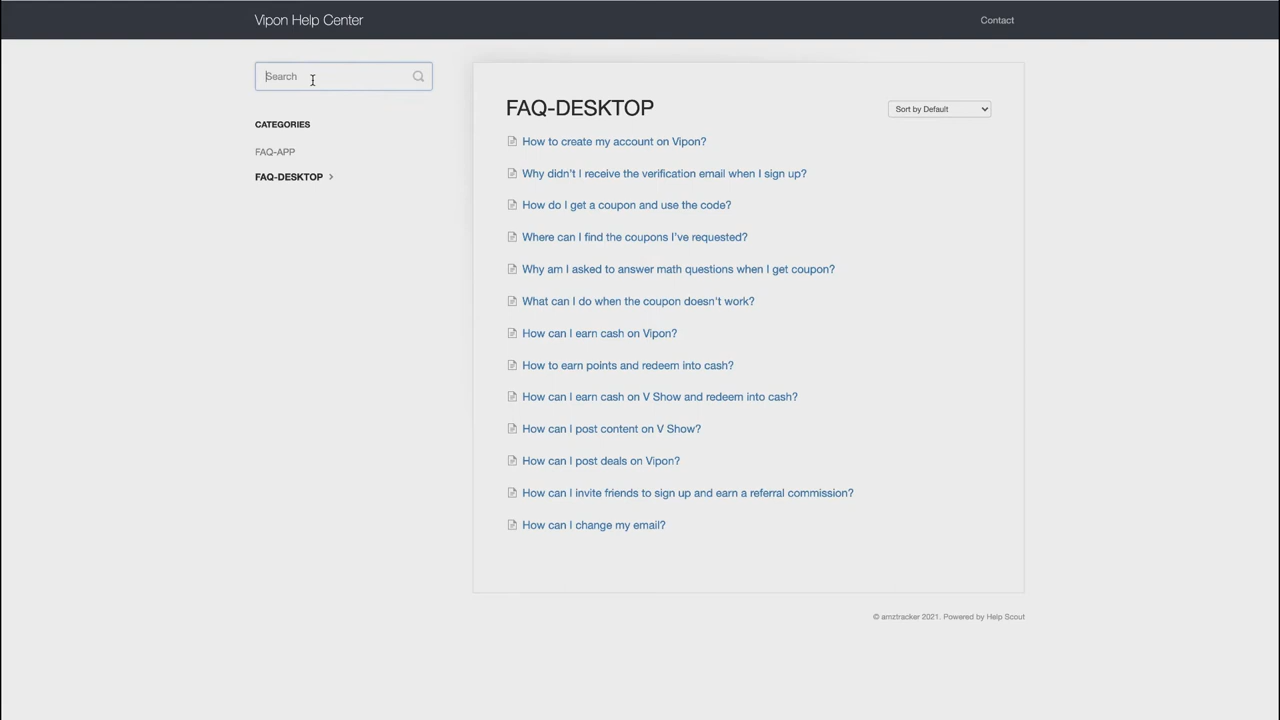 Vipon Help Center
Contact
Search
CATEGORIES
FAQ-APP
FAQ-DESKTOP
FAQ-DESKTOP
Sort by Default
How to create my account on Vipon?
Why didn't I receive the verification email when I sign up?
How do I get a coupon and use the code?
Where can I find the coupons I've requested?
Why am I asked to answer math questions when I get coupon?
What can I do when the coupon doesn't work?
How can I earn cash on Vipon?
How to earn points and redeem into cash?
How can I earn cash on V Show and redeem into cash?
How can I post content on V Show?
How can I post deals on Vipon?
How can I invite friends to sign up and earn a referral commission?
How can I change my email?
© amztracker 2021. Powered by Help Scout